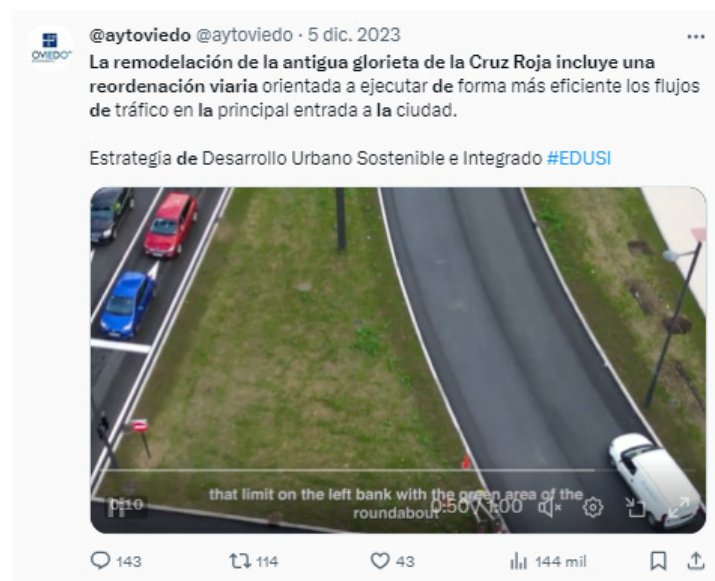 @aytoviedo @aytoviedo · 5 dic. 2023
OVIEDO
La remodelación de la antigua glorieta de la Cruz Roja incluye una
reordenación viaria orientada a ejecutar de forma más eficiente los flujos
de tráfico en la principal entrada a la ciudad.
Estrategia de Desarrollo Urbano Sostenible e Integrado #EDUSI
that limit on the left bank with the green area of the
roundabout
0:10
0:50 / 1:00
143 114 43 144 mil